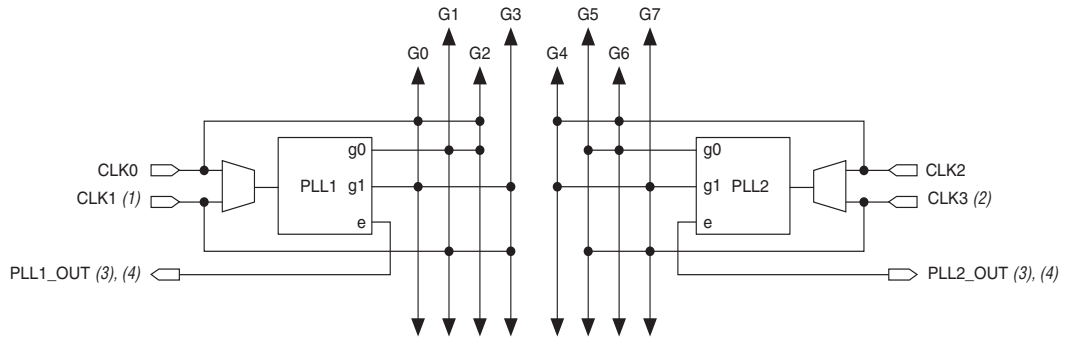 G1 G3 G5 G7
G0 G2 G4 G6
g0 g0
CLK0 PLL1 g1 g1 PLL2 CLK2
CLK1 (1) CLK3 (2)
e e
PLL1_OUT (3), (4) PLL2_OUT (3), (4)